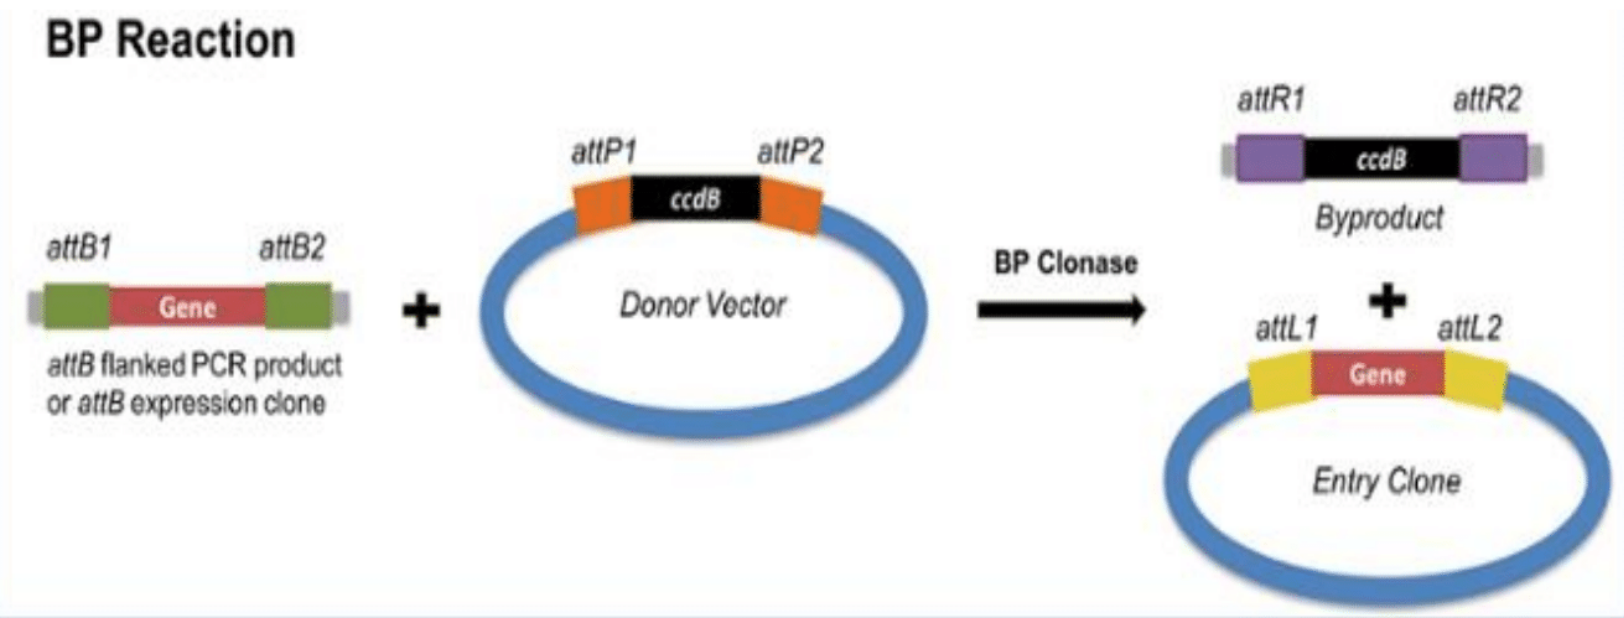 BP Reaction
attB1
attB2
Gene
attB flanked PCR product
or attB expression clone
+
attP1
attP2
ccdB
Donor Vector
BP Clonase
attR1
attR2
ccdB
Byproduct
+
attL1
attL2
Gene
Entry Clone